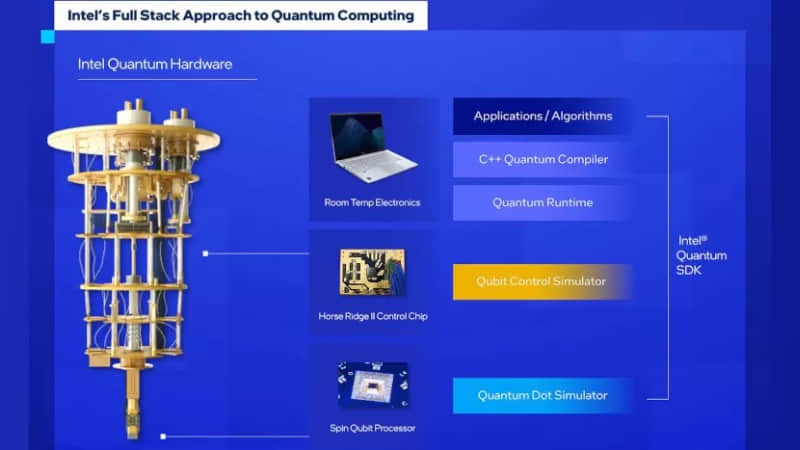 Intel's Full Stack Approach to Quantum Computing
Intel Quantum Hardware
Room Temp Electronics
Applications / Algorithms
C++ Quantum Compiler
Quantum Runtime
Horse Ridge II Control Chip
Qubit Control Simulator
Spin Qubit Processor
Quantum Dot Simulator
Intel®
Quantum
SDK